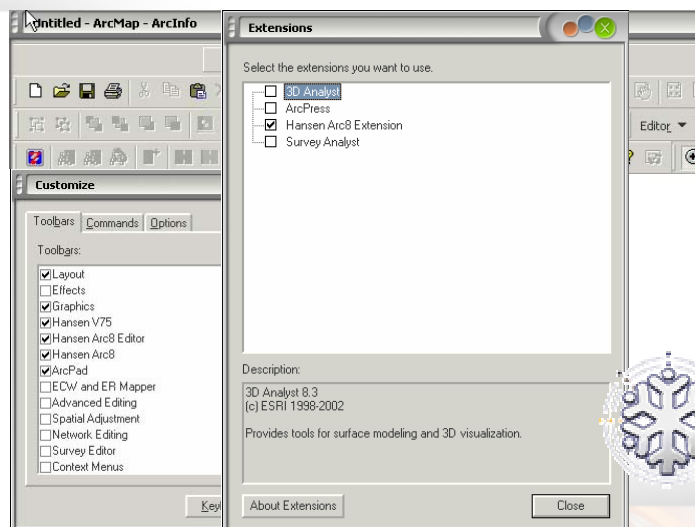 Untitled - ArcMap - ArcInfo
Editor
Customize
Toolbars Commands Options
Toolbars:
Layout
Effects
Graphics
Hansen V75
Hansen Arc8 Editor
Hansen Arc8
ArcPad
ECW and ER Mapper
Advanced Editing
Spatial Adjustment
Network Editing
Survey Editor
Context Menus
Extensions
Select the extensions you want to use.
3D Analyst
ArcPress
Hansen Arc8 Extension
Survey Analyst
Description:
3D Analyst 8.3
(c) ESRI 1998-2002
Provides tools for surface modeling and 3D visualization.
About Extensions Close